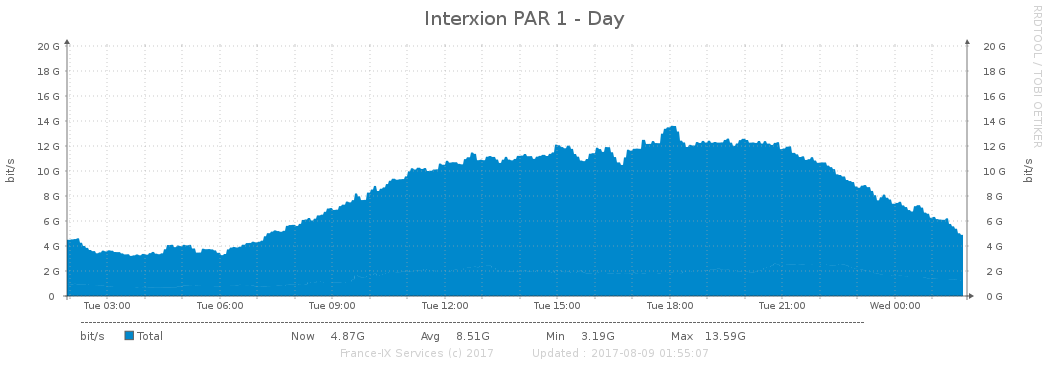 Interxion PAR 1 - Day
RRDTOOL / TOBI OETIKER
20 G 20 G
18 G 18 G
16 G 16 G
14 G 14 G
12 G 12 G
10 G 10 G
8 G 8 G
6 G 6 G
4 G 4 G
2 G 2 G
0 0 G
bit/s bit/s
Tue 03:00 Tue 06:00 Tue 09:00 Tue 12:00 Tue 15:00 Tue 18:00 Tue 21:00 Wed 00:00
bit/s Total Now 4.87G Avg 8.51G Min 3.19G Max 13.59G
France-IX Services (c) 2017 Updated : 2017-08-09 01:55:07